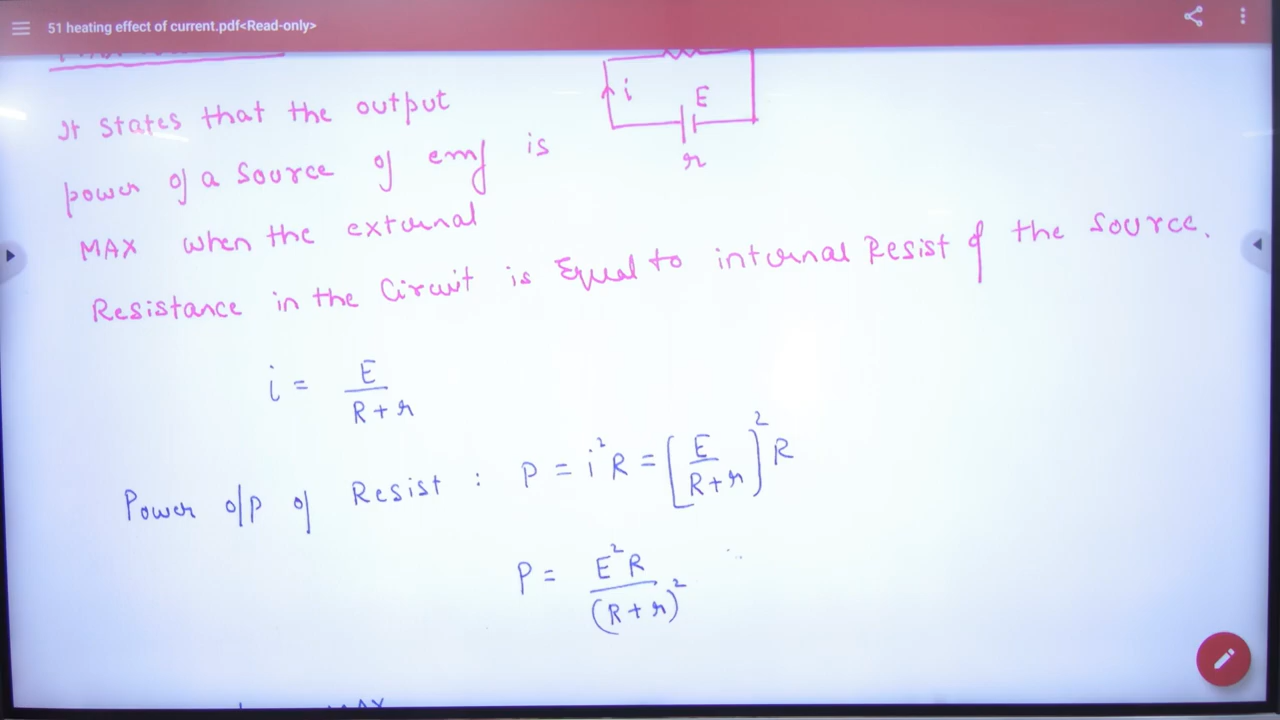 51 heating effect of current.pdf<Read-only>
It states that the output
power of a Source of emf is
MAX when the external
Resistance in the Circuit is Equal to internal Resist of the Source.
i E
r
i = E / R + r
Power o/p of Resist : P = i²R = [E / R + r]² R
P = E²R / (R + r)²
MAX